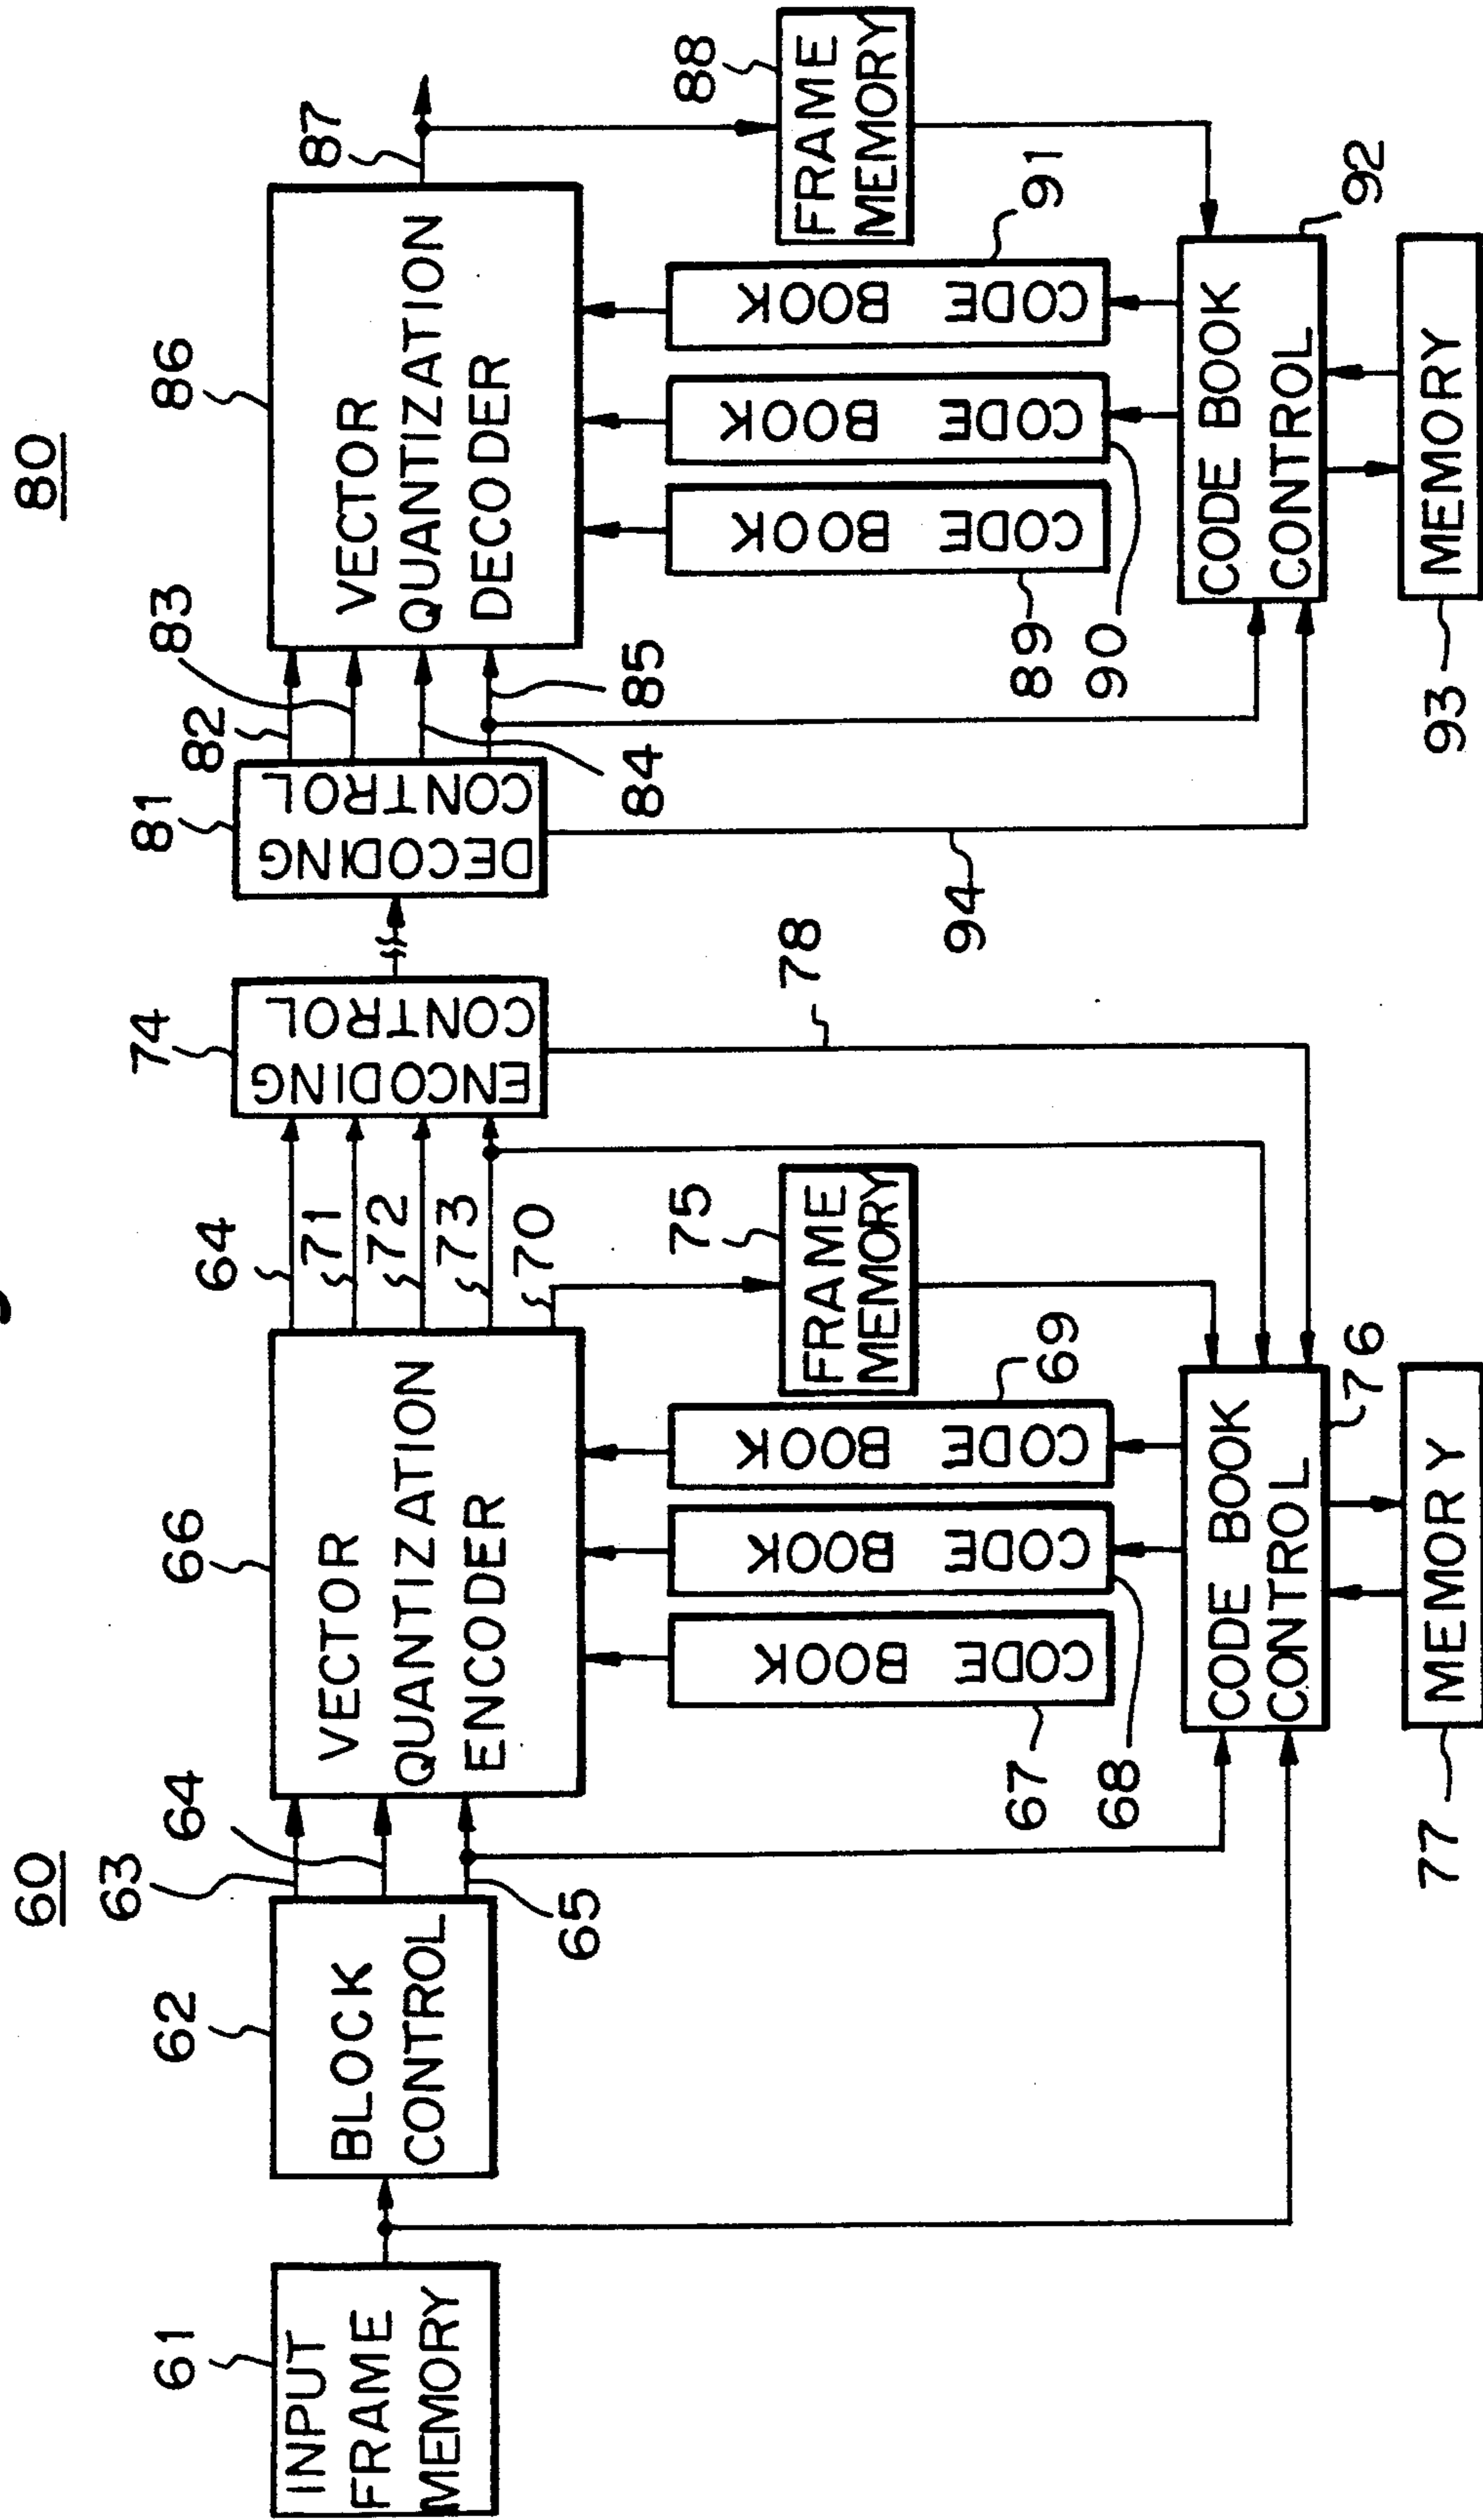 60
80
61
INPUT
FRAME
MEMORY
62
BLOCK
CONTROL
63
64
65
66
VECTOR
QUANTIZATION
ENCODER
64
71
72
73
70
74
ENCODING
CONTROL
81
DECODING
CONTROL
82
83
84
85
86
VECTOR
QUANTIZATION
DECODER
87
88
FRAME
MEMORY
75
FRAME
MEMORY
67
CODE BOOK
68
CODE BOOK
69
CODE BOOK
78
94
89
CODE BOOK
90
CODE BOOK
91
CODE BOOK
76
CODE BOOK
CONTROL
77
MEMORY
92
CODE BOOK
CONTROL
93
MEMORY